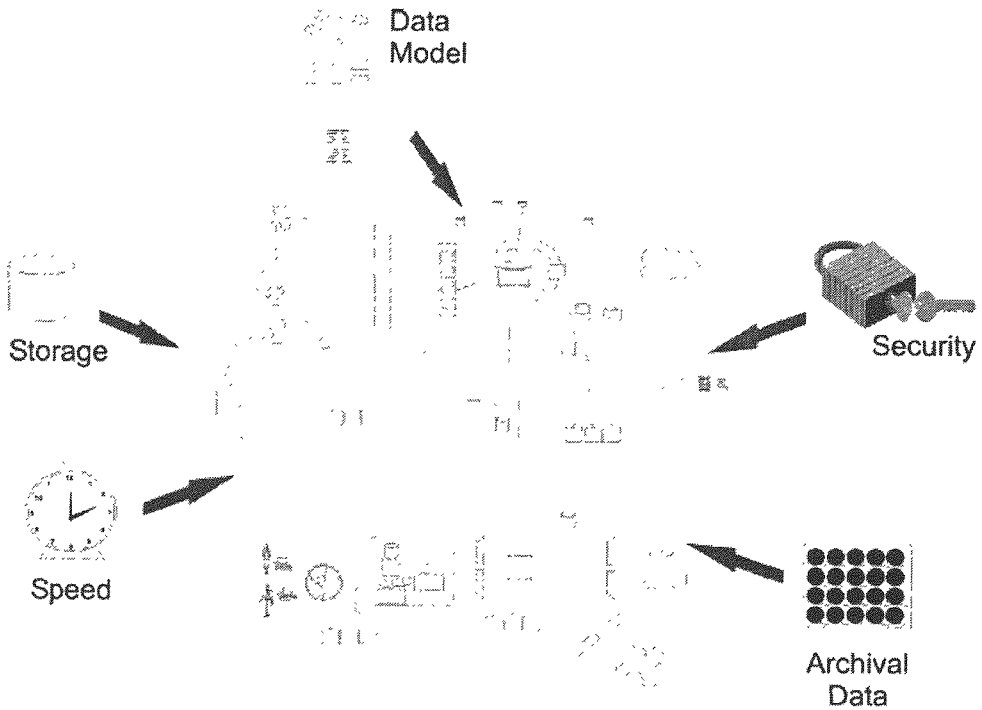 Data
Model
Storage
Security
Speed
Archival
Data